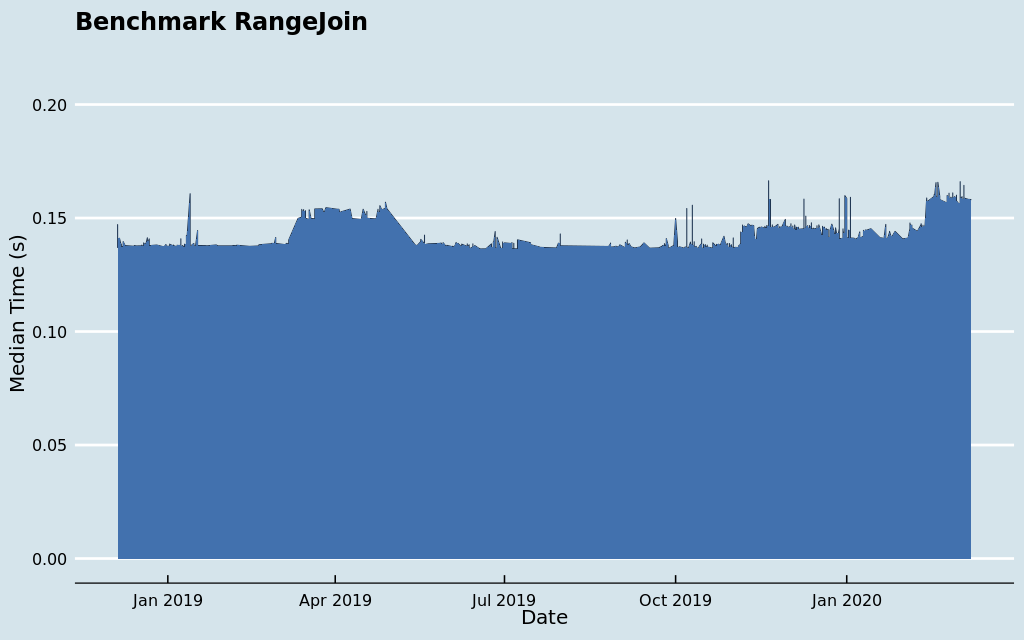 Benchmark RangeJoin
Median Time (s)
0.20
0.15
0.10
0.05
0.00
Jan 2019
Apr 2019
Jul 2019
Oct 2019
Jan 2020
Date